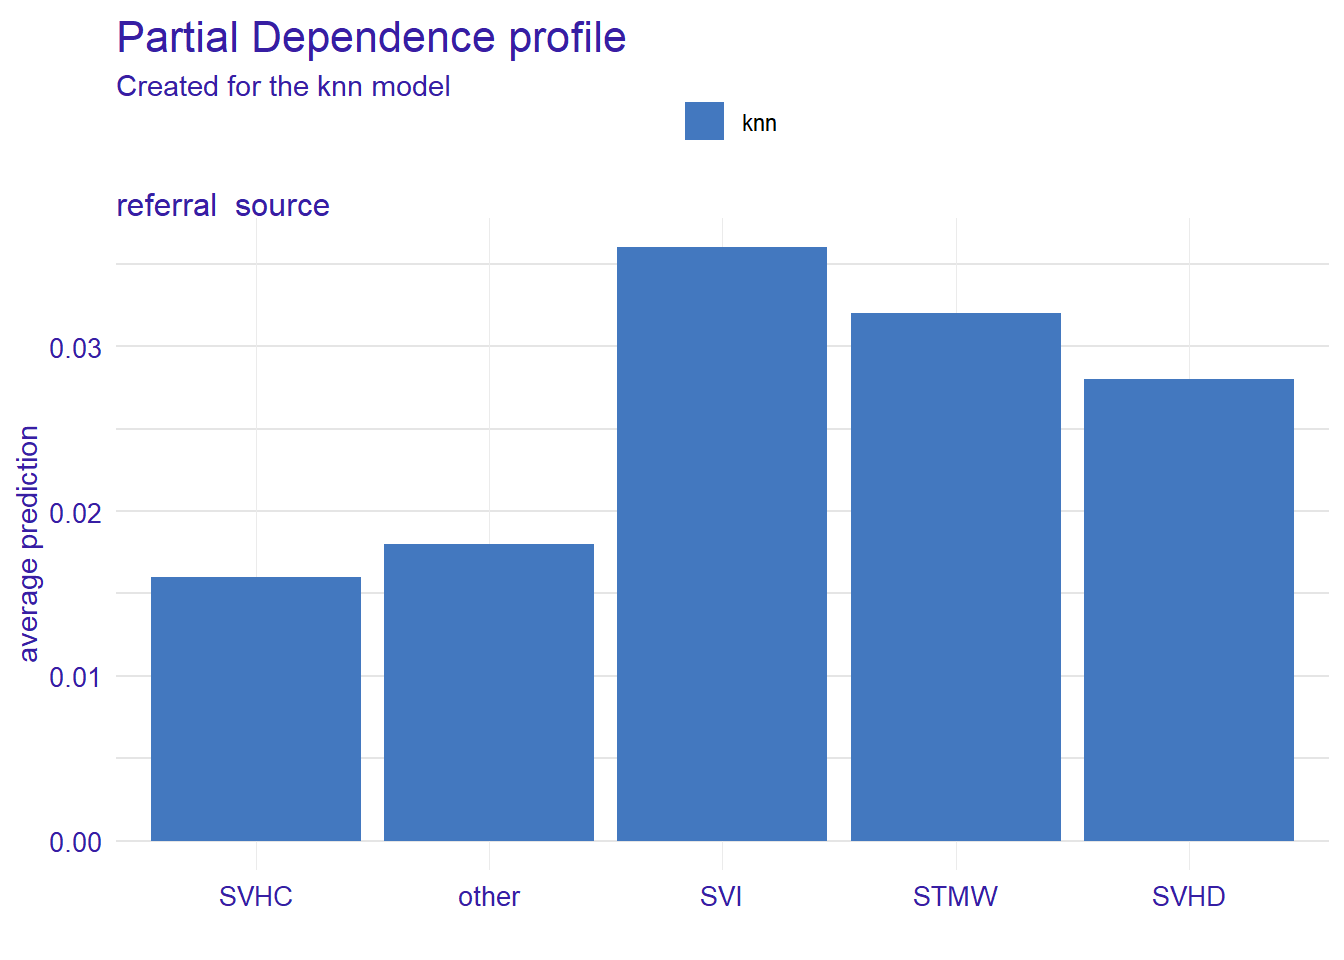 Partial Dependence profile
Created for the knn model
knn
referral  source
average prediction
0.03
0.02
0.01
0.00
SVHC other SVI STMW SVHD